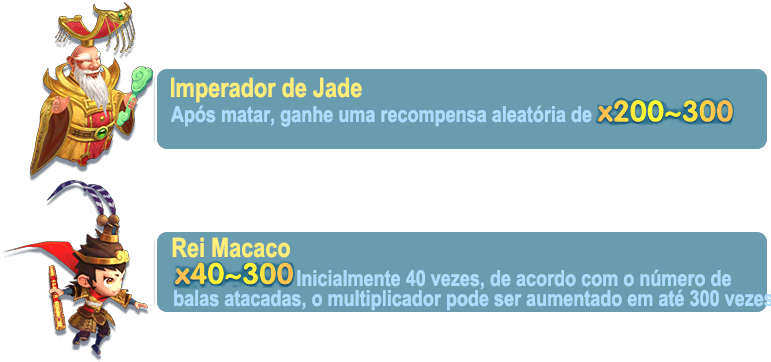 Imperador de Jade
Após matar, ganhe uma recompensa aleatória de x200~300
Rei Macaco
x40~300 Inicialmente 40 vezes, de acordo com o número de
balas atacadas, o multiplicador pode ser aumentado em até 300 vezes